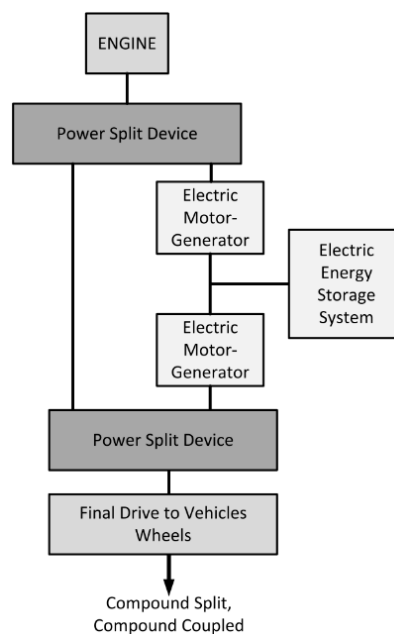 ENGINE
Power Split Device
Electric
Motor-
Generator
Electric
Energy
Storage
System
Electric
Motor-
Generator
Power Split Device
Final Drive to Vehicles
Wheels
Compound Split,
Compound Coupled